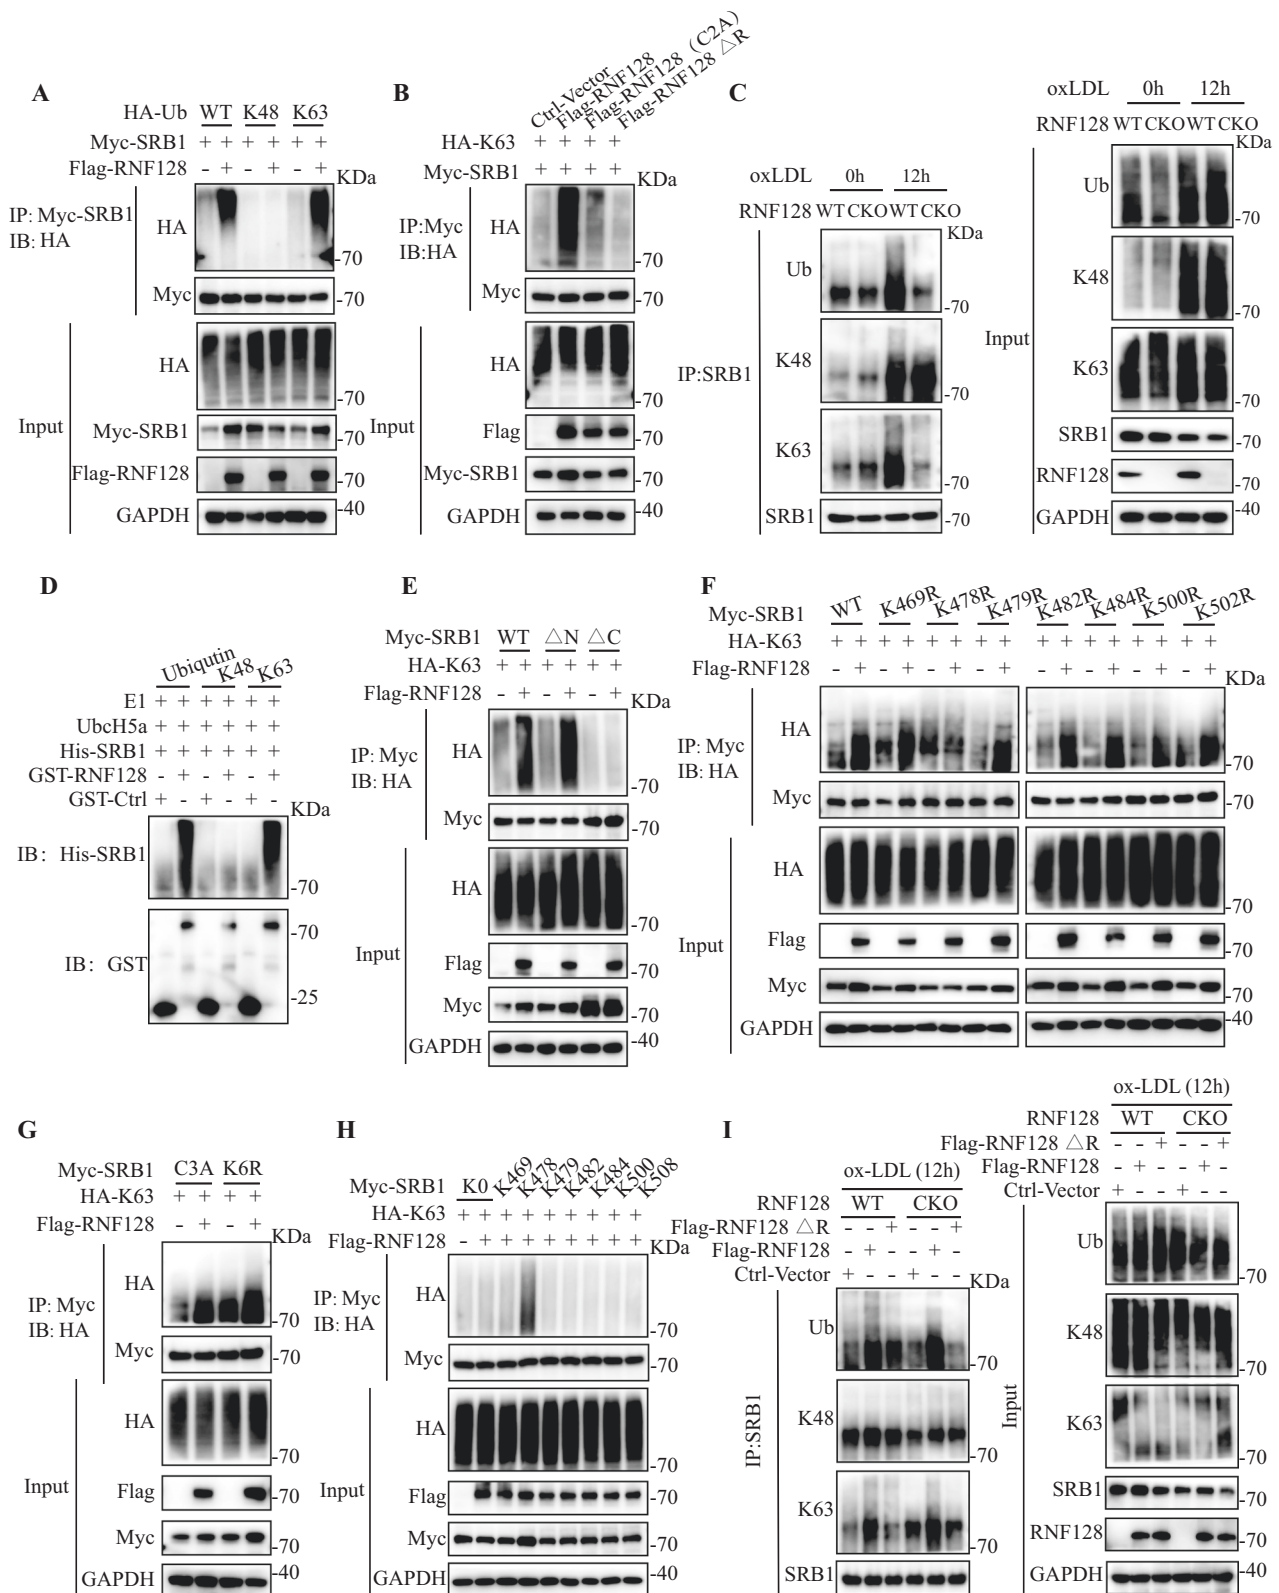 A
HA-Ub WT K48 K63
Myc-SRB1 + + + + + +
Flag-RNF128 - + - + - +
KDa
IP: Myc-SRB1
IB: HA
HA
-70
Myc
-70
Input
HA
-70
Myc-SRB1
-70
Flag-RNF128
-70
GAPDH
-40
B
Ctrl-Vector
Flag-RNF128
Flag-RNF128 (C2A)
Flag-RNF128 △R
HA-K63 + + + +
Myc-SRB1 + + + +
KDa
IP:Myc
IB:HA
HA
-70
Myc
-70
Input
HA
-70
Flag
-70
Myc-SRB1
-70
GAPDH
-40
C
oxLDL 0h 12h
RNF128 WT CKO WT CKO
KDa
IP:SRB1
Ub
-70
K48
-70
K63
-70
SRB1
-70
oxLDL 0h 12h
RNF128 WT CKO WT CKO
KDa
Input
Ub
-70
K48
-70
K63
-70
SRB1
-70
RNF128
-70
GAPDH
-40
D
Ubiqutin K48 K63
E1 + + + + + +
UbcH5a + + + + + +
His-SRB1 + + + + + +
GST-RNF128 - + - + - +
GST-Ctrl + - + - + -
KDa
IB: His-SRB1
-70
IB: GST
-70
-25
E
Myc-SRB1 WT △N △C
HA-K63 + + + + + +
Flag-RNF128 - + - + - +
KDa
IP: Myc
IB: HA
HA
-70
Myc
-70
Input
HA
-70
Flag
-70
Myc
-70
GAPDH
-40
F
Myc-SRB1 WT K469R K478R K479R K482R K484R K500R K502R
HA-K63 + + + + + + + + + + + + + + + +
Flag-RNF128 - + - + - + - + - + - + - + - +
KDa
IP: Myc
IB: HA
HA
-70
Myc
-70
Input
HA
-70
Flag
-70
Myc
-70
GAPDH
-40
G
Myc-SRB1 C3A K6R
HA-K63 + + + +
Flag-RNF128 - + - +
KDa
IP: Myc
IB: HA
HA
-70
Myc
-70
Input
HA
-70
Flag
-70
Myc
-70
GAPDH
-40
H
Myc-SRB1 K0 K469 K478 K479 K482 K484 K500 K508
HA-K63 + + + + + + + + +
Flag-RNF128 - + + + + + + + +
KDa
IP: Myc
IB: HA
HA
-70
Myc
-70
Input
HA
-70
Flag
-70
Myc
-70
GAPDH
-40
I
ox-LDL (12h)
RNF128 WT CKO
Flag-RNF128 △R - - + - - +
Flag-RNF128 - + - - + -
Ctrl-Vector + - - + - -
KDa
IP:SRB1
Ub
-70
K48
-70
K63
-70
SRB1
-70
ox-LDL (12h)
RNF128 WT CKO
Flag-RNF128 △R - - + - - +
Flag-RNF128 - + - - + -
Ctrl-Vector + - - + - -
KDa
Input
Ub
-70
K48
-70
K63
-70
SRB1
-70
RNF128
-70
GAPDH
-40